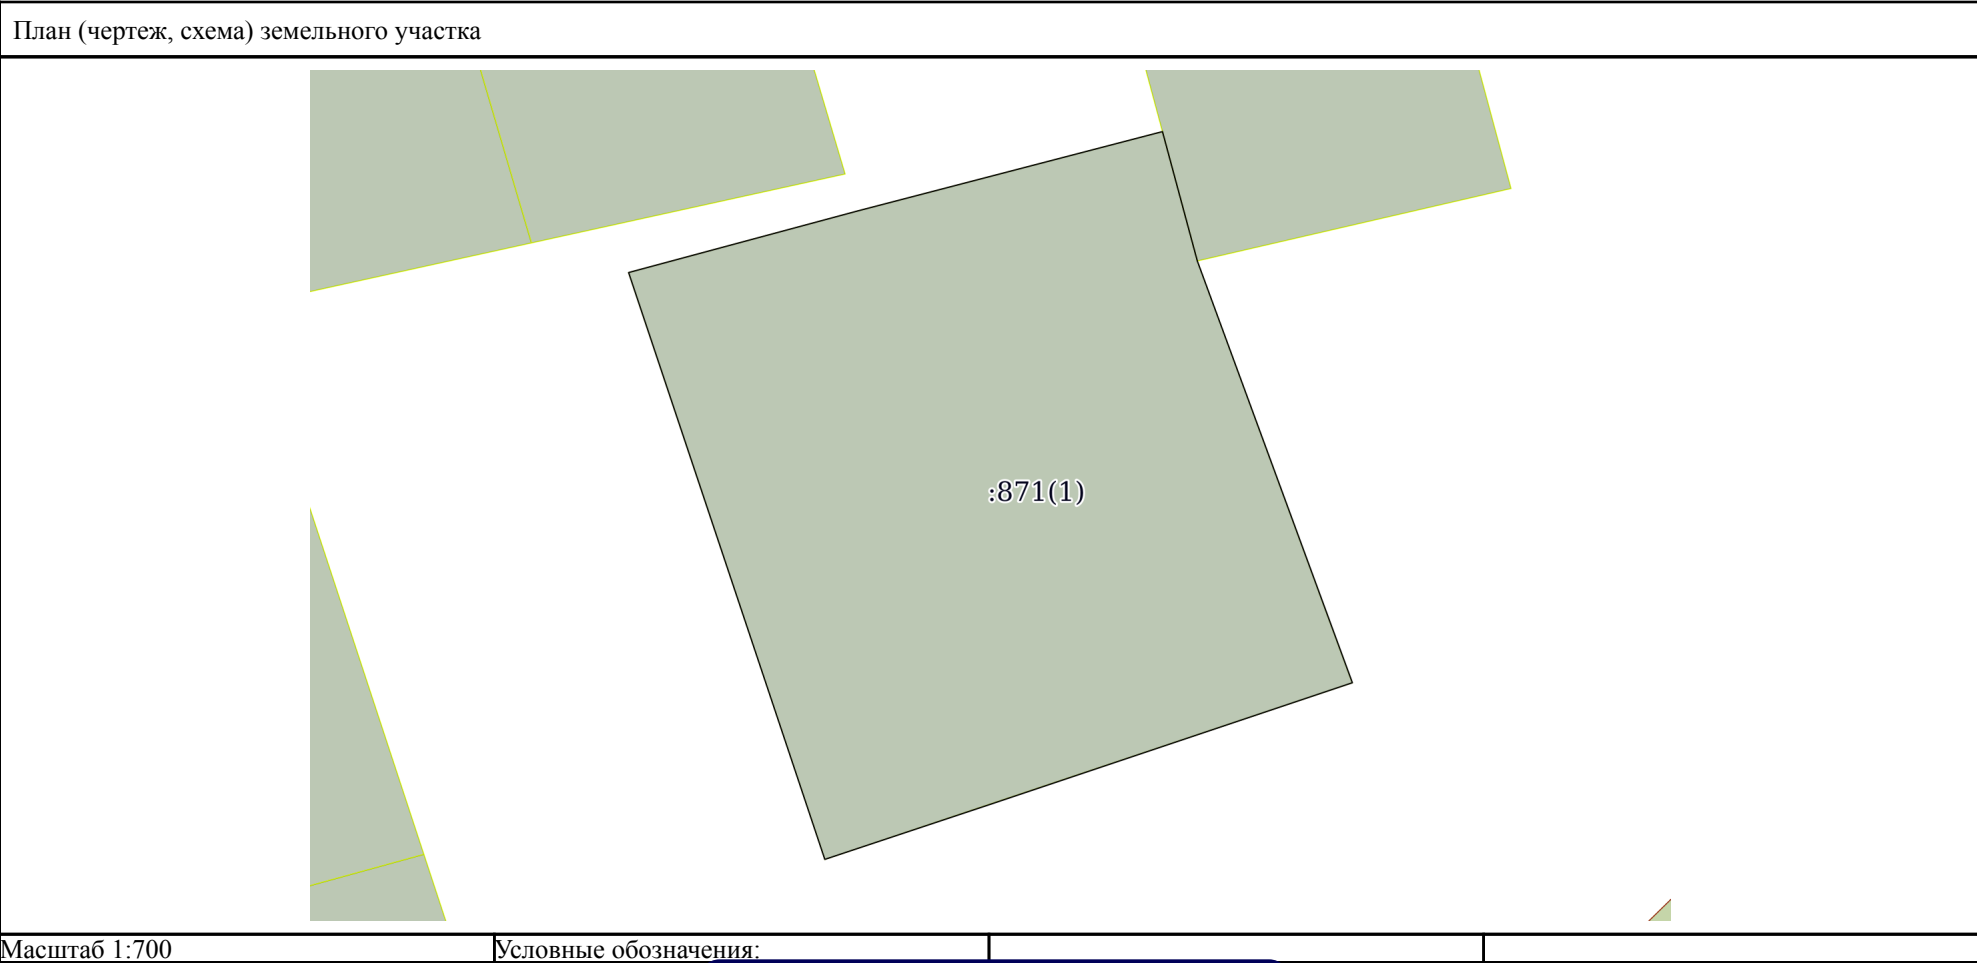 План (чертеж, схема) земельного участка
:871(1)
Масштаб 1:700
Условные обозначения: